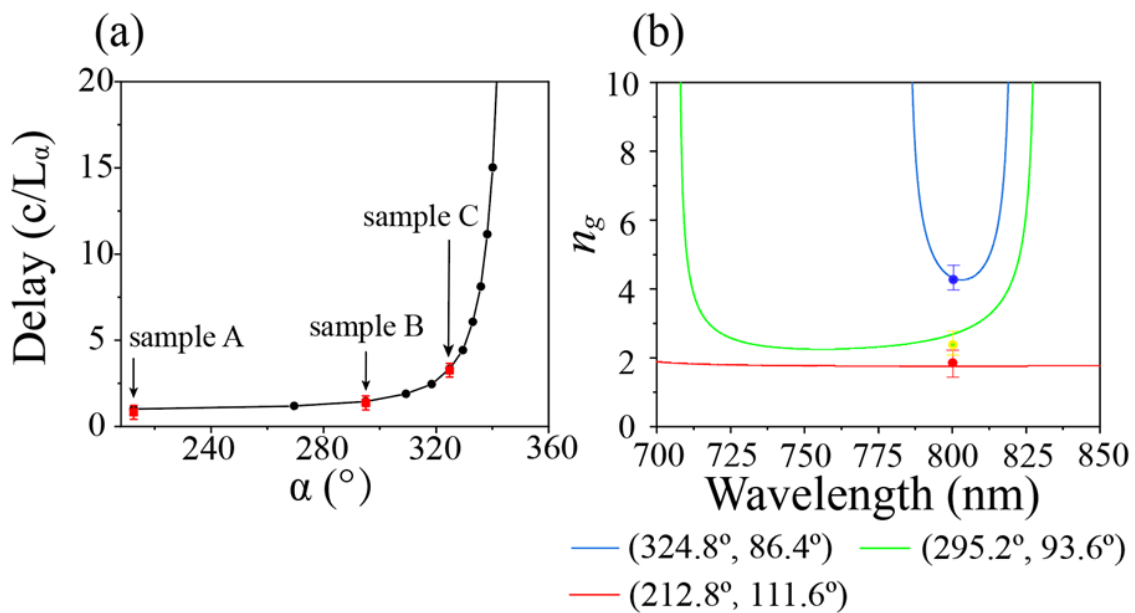 (a)
20
15
10
5
0
Delay (c/Lα)
sample A
sample B
sample C
240
280
320
360
α (°)
(b)
10
8
6
4
2
0
ng
700
725
750
775
800
825
850
Wavelength (nm)
(324.8º, 86.4º)
(295.2º, 93.6º)
(212.8º, 111.6º)